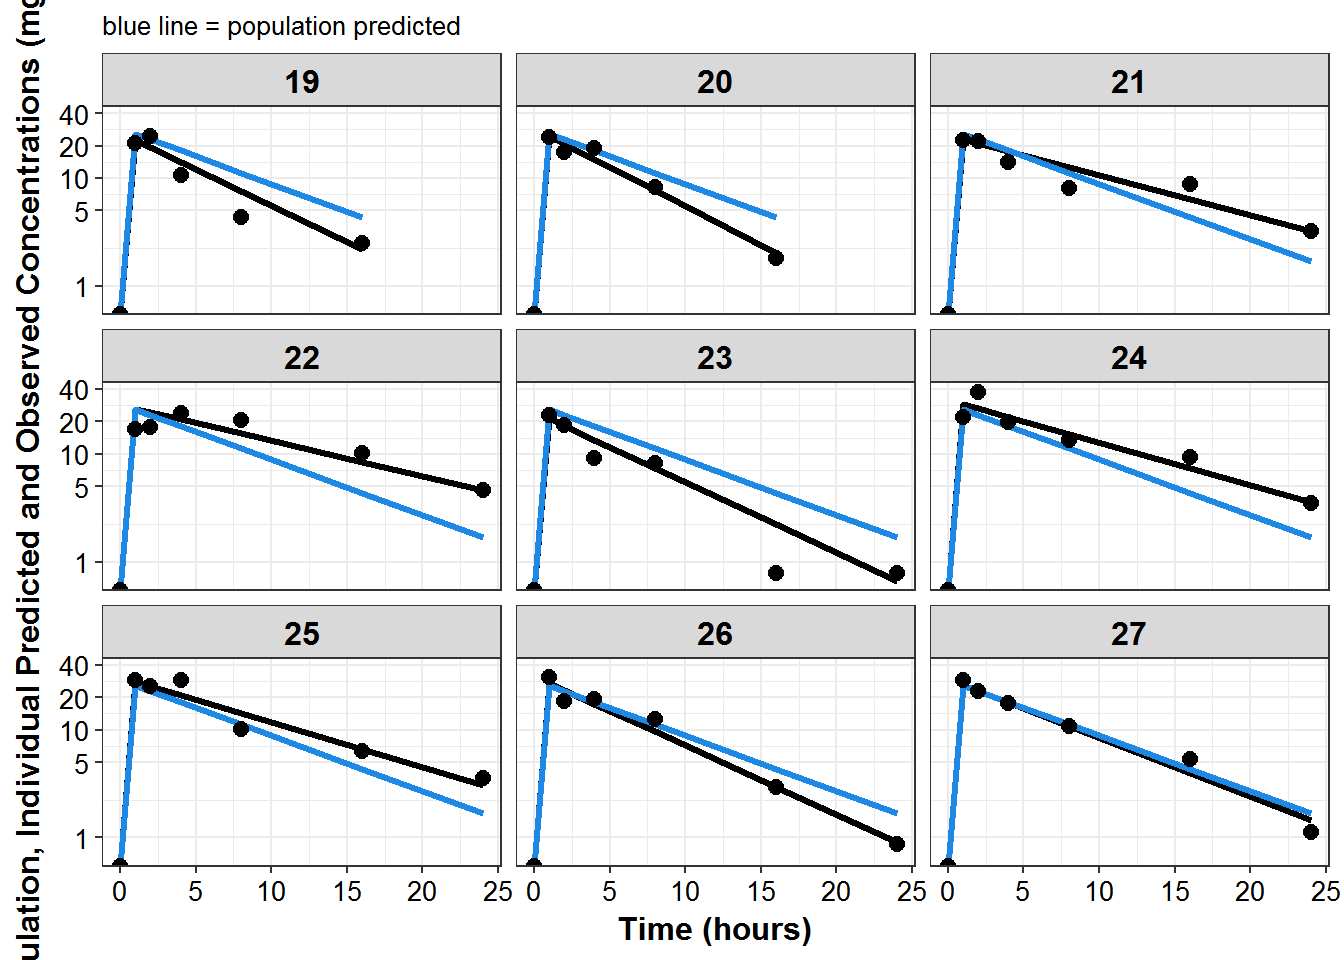 blue line = population predicted
19 20 21
40
20
10
5
1
22 23 24
40
20
10
5
1
25 26 27
40
20
10
5
1
0 5 10 15 20 25 0 5 10 15 20 25 0 5 10 15 20 25
Time (hours)
ulation, Individual Predicted and Observed Concentrations (mg